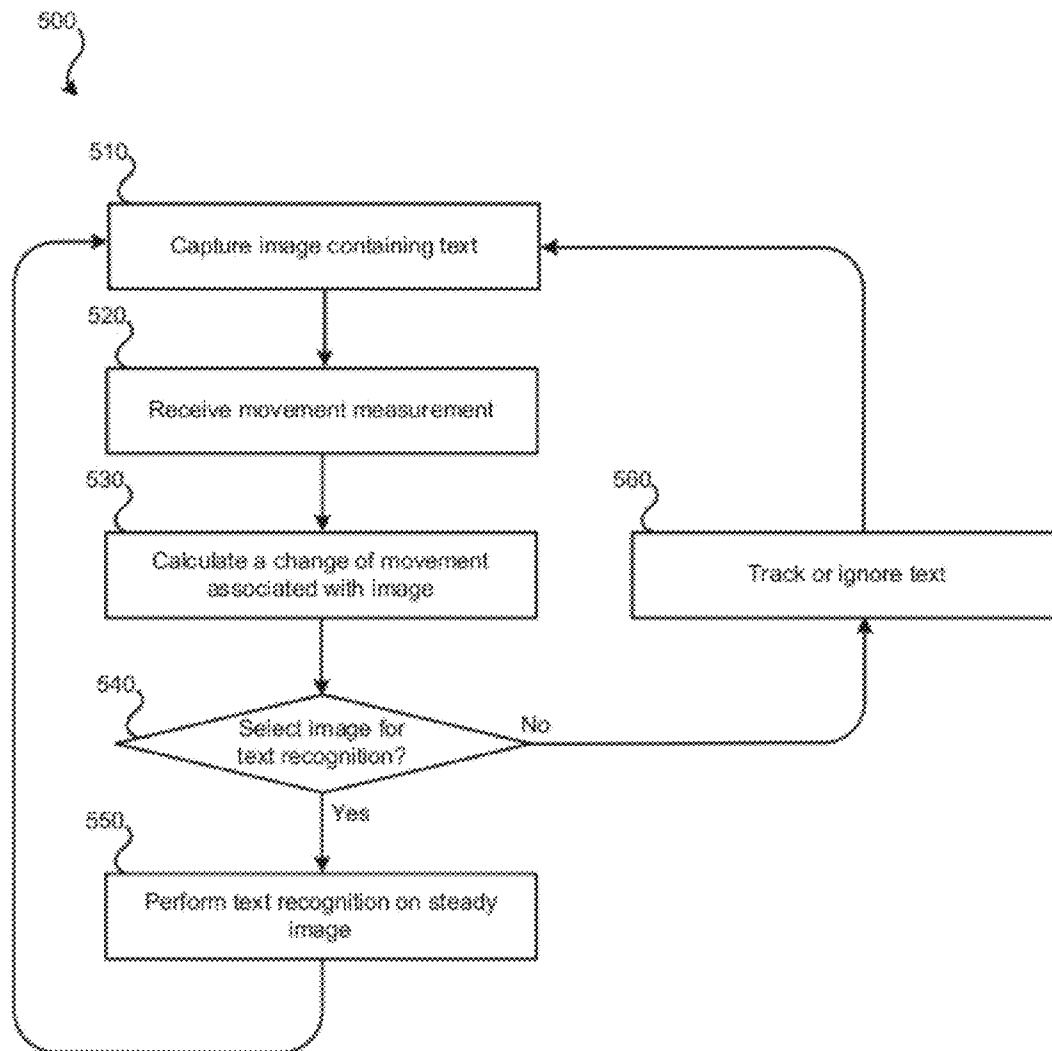 500
510
Capture image containing text
520
Receive movement measurement
530
Calculate a change of movement
associated with image
560
Track or ignore text
540
Select image for
text recognition?
No
Yes
550
Perform text recognition on steady
image